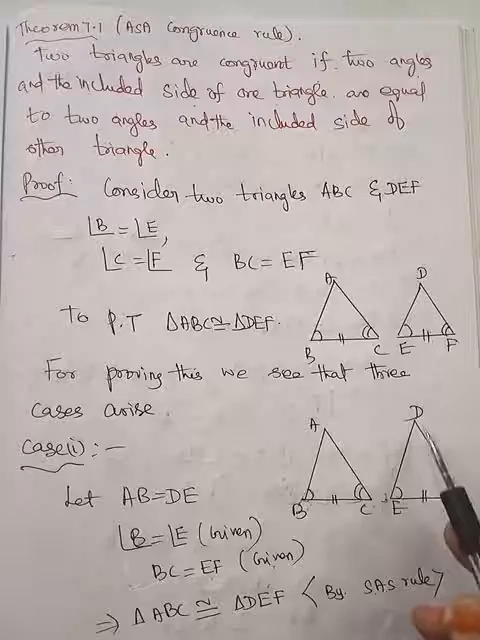 Theorem 7.1 (ASA Congruence rule).
Two triangles are congruent if two angles
and the included side of one triangle are equal
to two angles and the included side of
other triangle.
Proof: Consider two triangles ABC & DEF
∠B = ∠E,
∠C = ∠F & BC = EF
To P.T ΔABC ≅ ΔDEF.
A D
B C E F
For proving this we see that three
cases arise.
Case(i):-
A D
B C E
Let AB=DE
∠B = ∠E (Given)
BC = EF (Given)
⇒ ΔABC ≅ ΔDEF < By SAS rule>